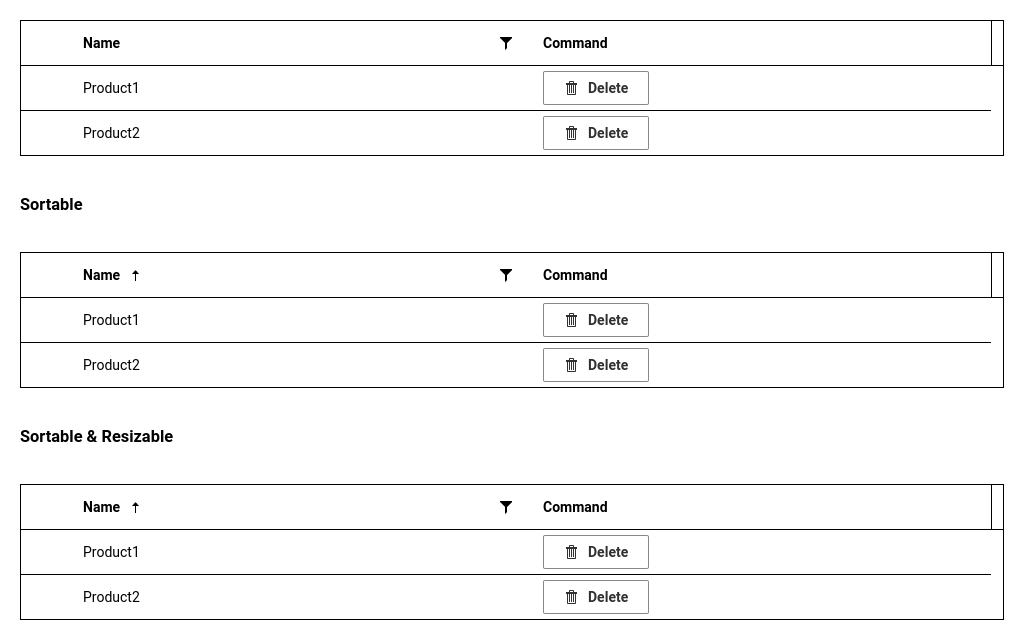 Name Command
Product1 Delete
Product2 Delete
Sortable
Name Command
Product1 Delete
Product2 Delete
Sortable & Resizable
Name Command
Product1 Delete
Product2 Delete